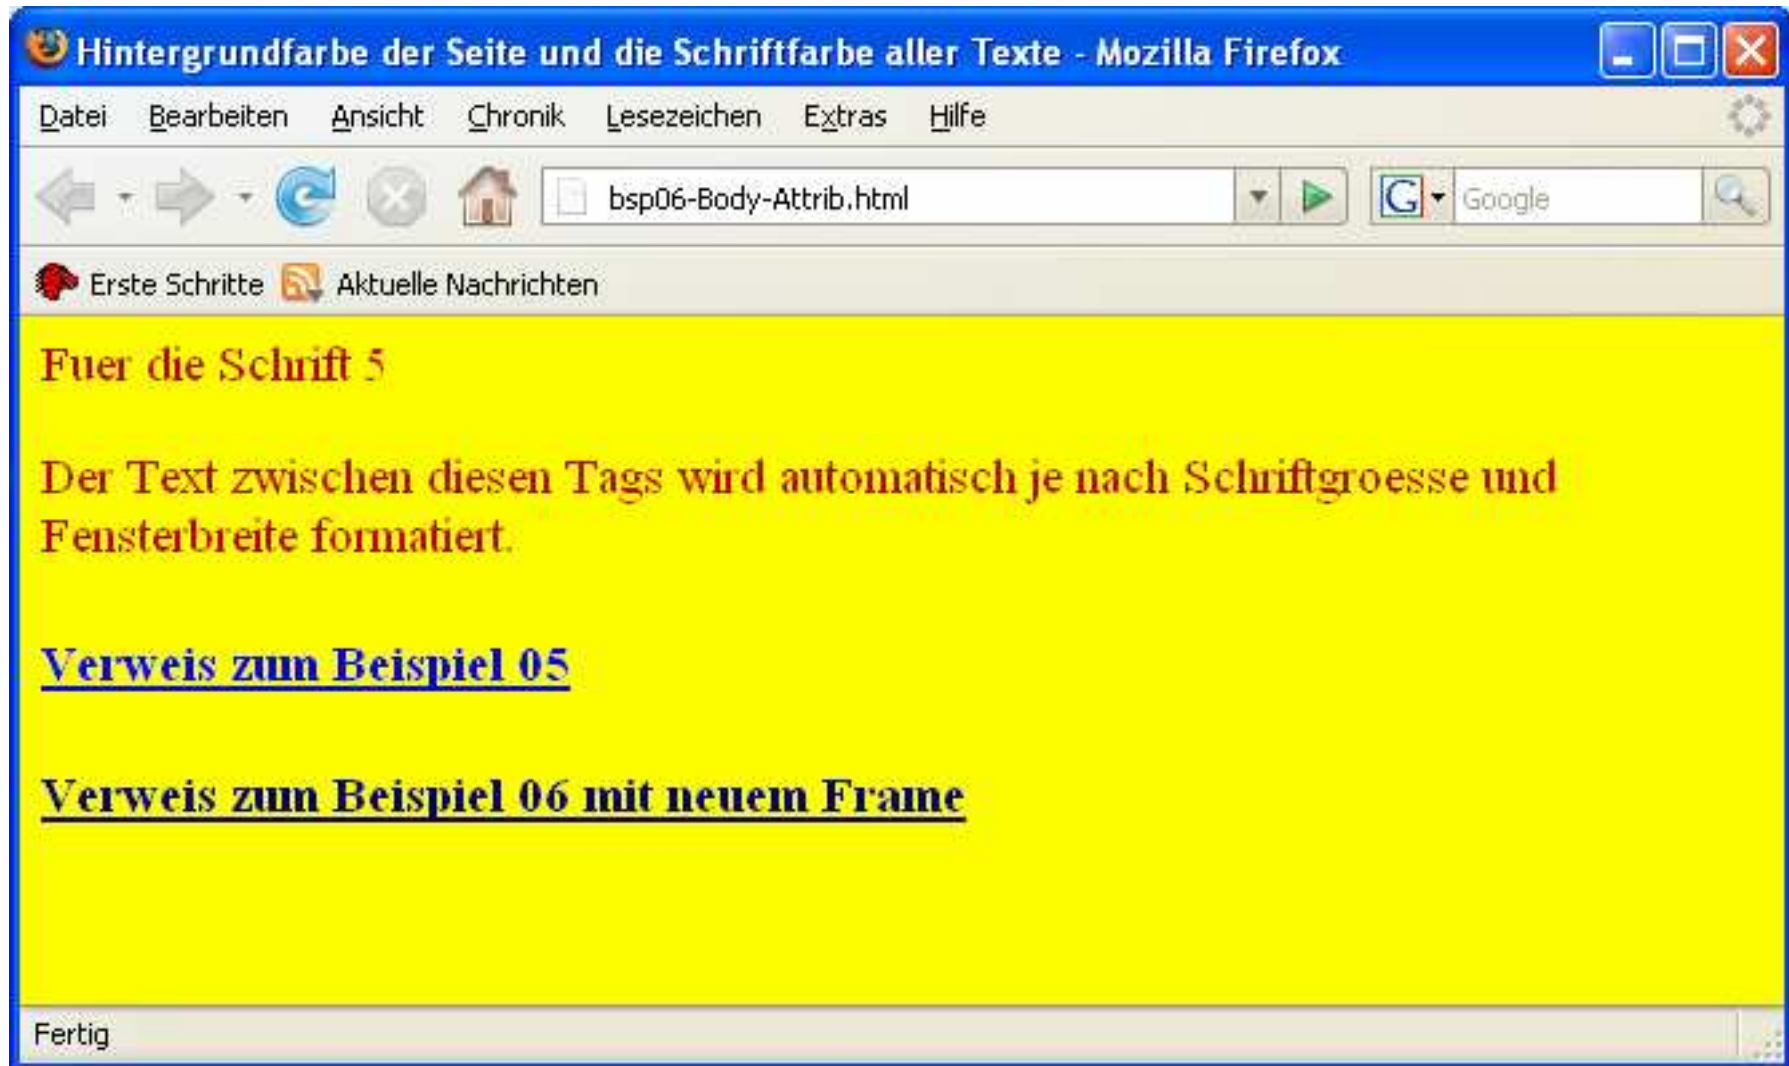 Hintergrundfarbe der Seite und die Schriftfarbe aller Texte - Mozilla Firefox
Datei Bearbeiten Ansicht Chronik Lesezeichen Extras Hilfe
bsp06-Body-Attrib.html G Google
Erste Schritte Aktuelle Nachrichten
Fuer die Schrift 5
Der Text zwischen diesen Tags wird automatisch je nach Schriftgroesse und
Fensterbreite formatiert.
Verweis zum Beispiel 05
Verweis zum Beispiel 06 mit neuem Frame
Fertig